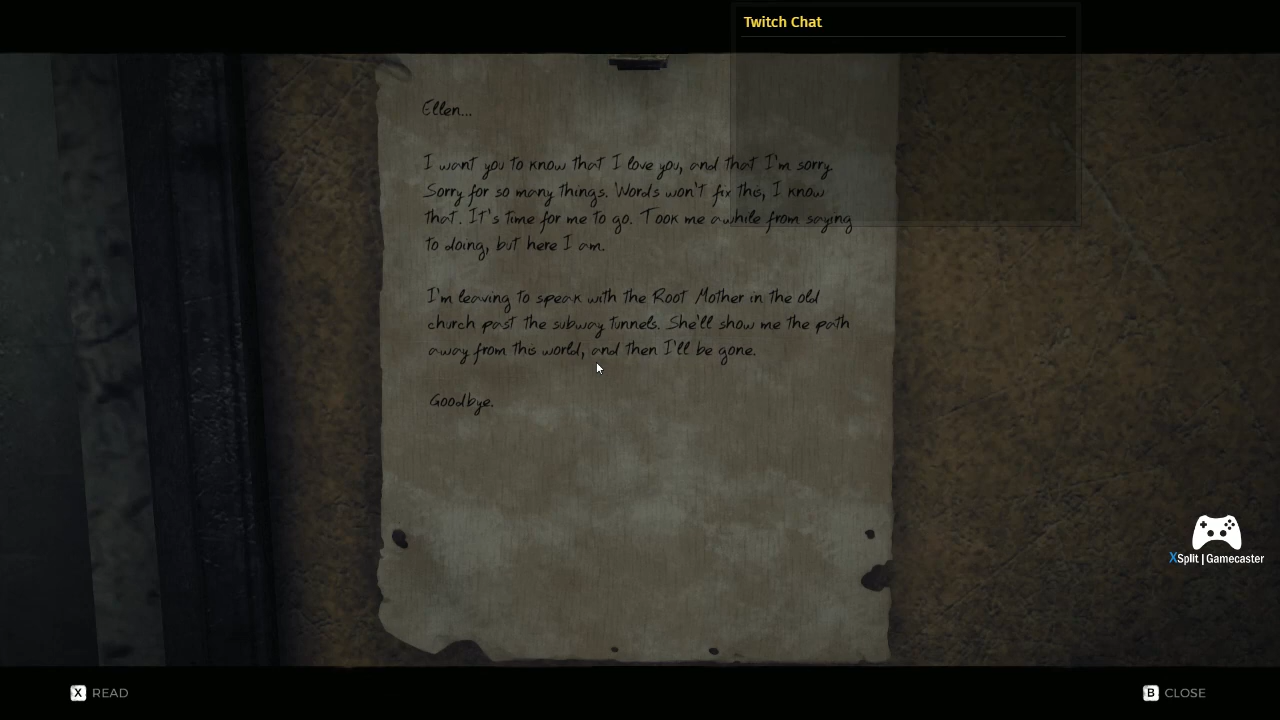 Twitch Chat
Ellen...
I want you to know that I love you, and that I'm sorry.
Sorry for so many things. Words won't fix this, I know
that. It's time for me to go. Took me awhile from saying
to doing, but here I am.
I'm leaving to speak with the Root Mother in the old
church past the subway tunnels. She'll show me the path
away from this world, and then I'll be gone.
Goodbye.
XSplit | Gamecaster
X READ
B CLOSE